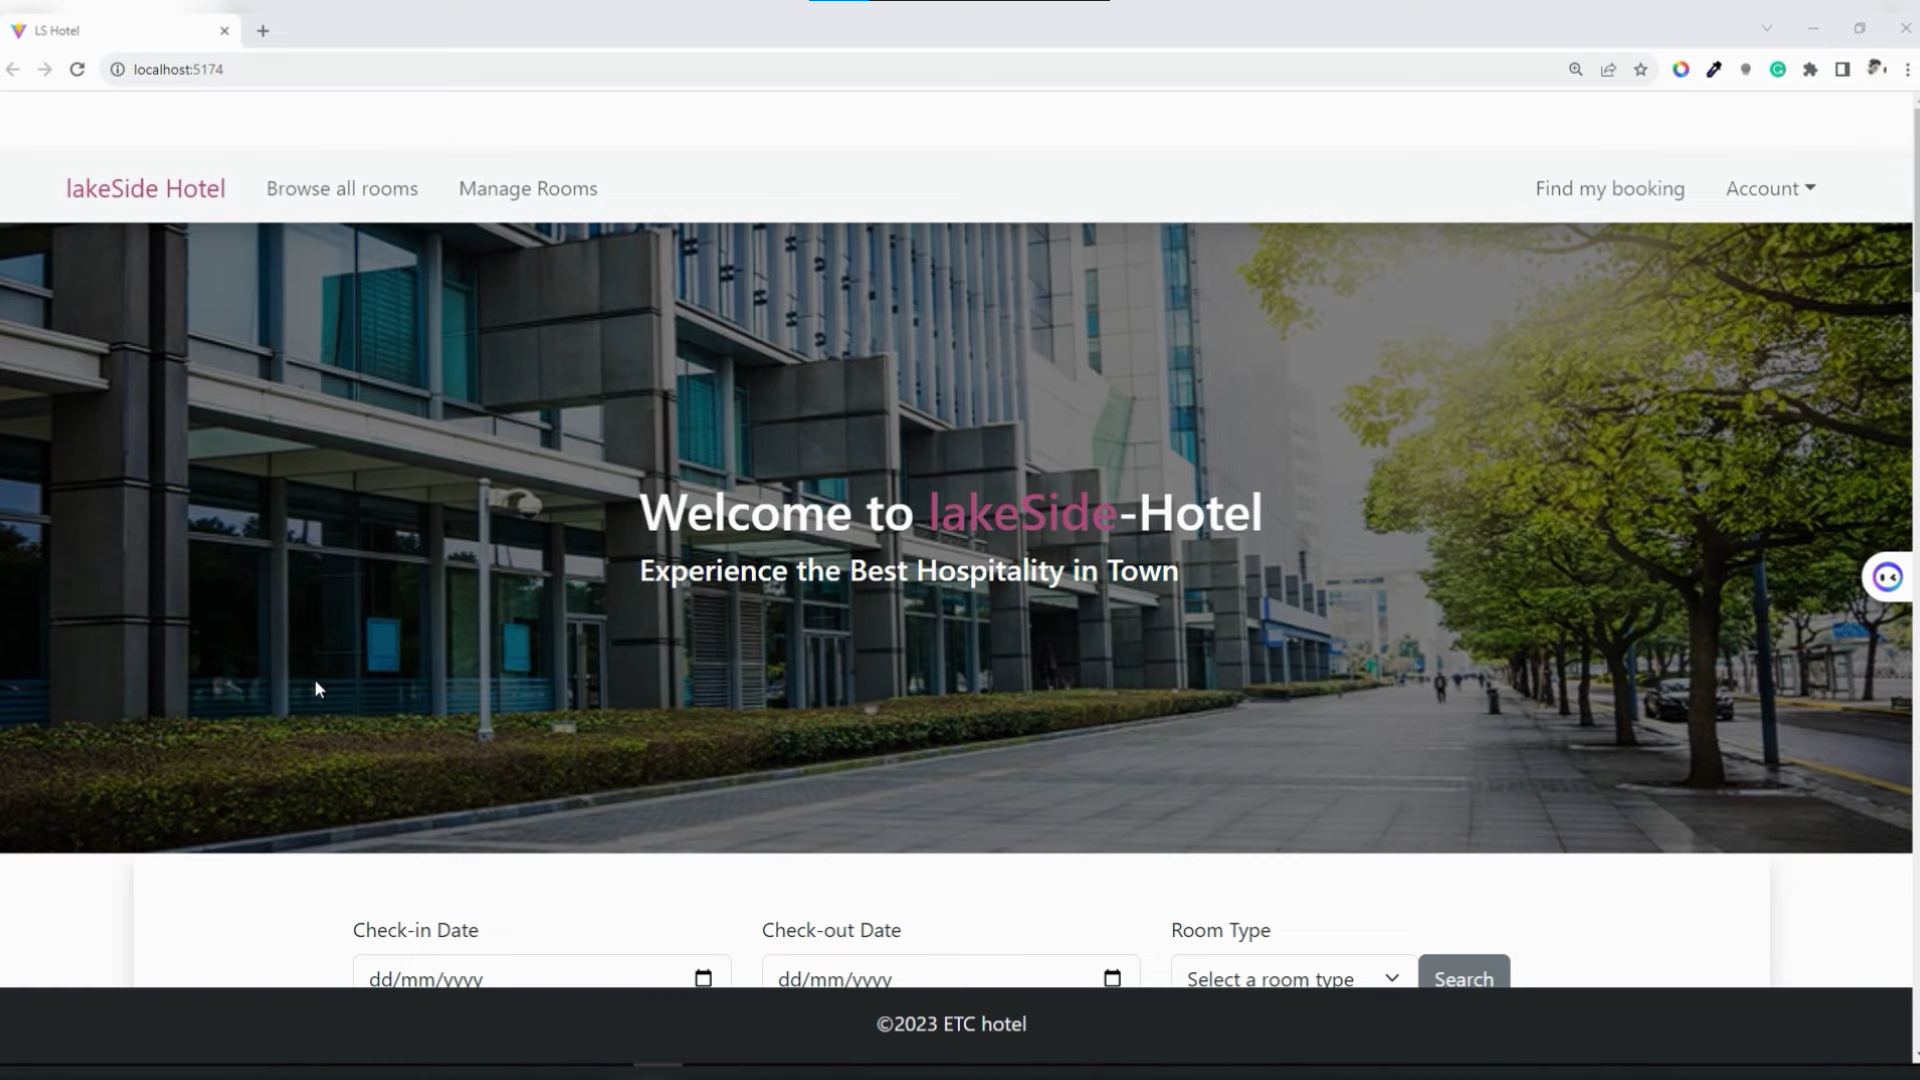 LS Hotel
localhost:5174
lakeSide Hotel
Browse all rooms
Manage Rooms
Find my booking
Account
Welcome to lakeSide-Hotel
Experience the Best Hospitality in Town
Check-in Date
Check-out Date
Room Type
dd/mm/yyyy
dd/mm/yyyy
Select a room type
Search
©2023 ETC hotel